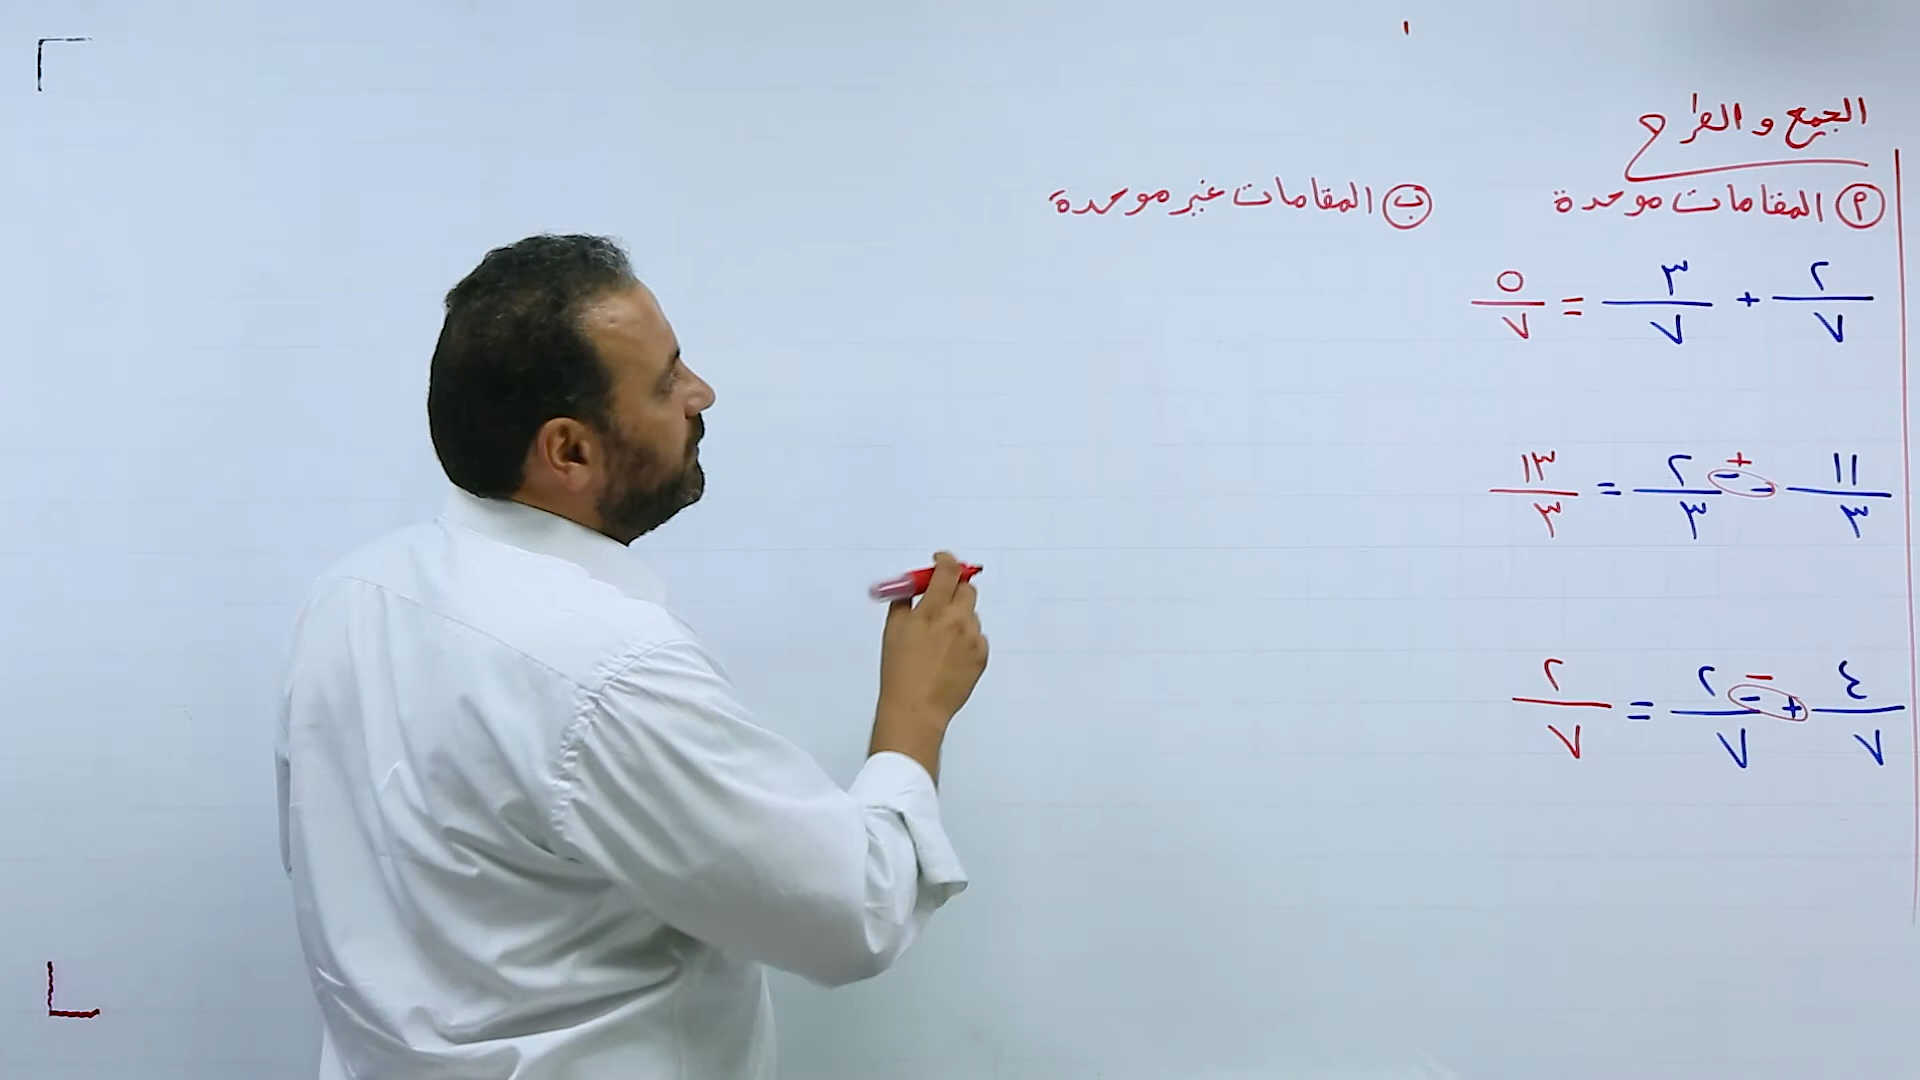 الجمع و الطرح
أ المقامات موحدة
ب المقامات غير موحدة
٢/٧ + ٣/٧ = ٥/٧
١١/٣ - - ٢/٣ = ١٣/٣
+
٤/٧ + - ٢/٧ = ٢/٧
-